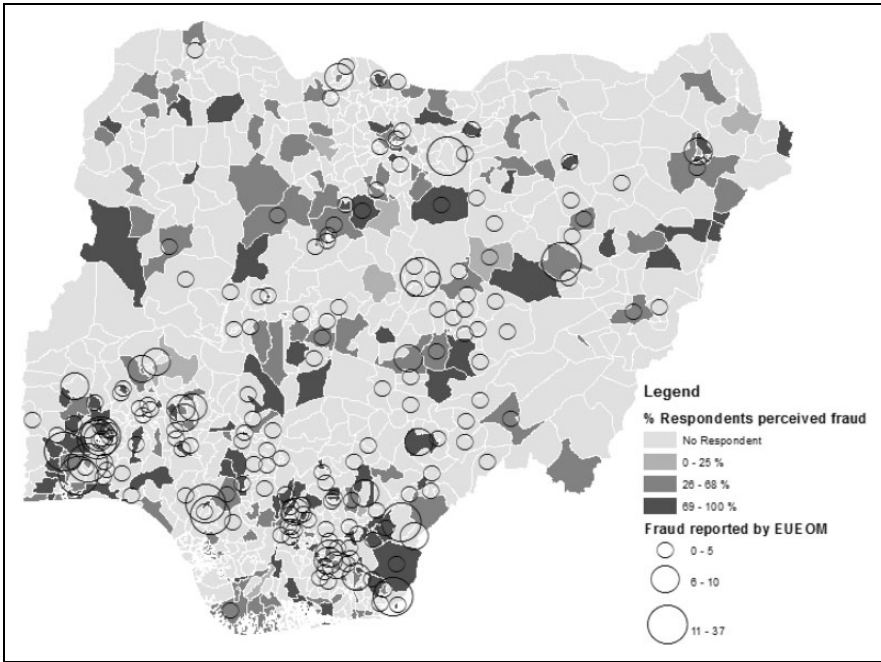 Legend
% Respondents perceived fraud
No Respondent
0 - 25 %
26 - 68 %
69 - 100 %
Fraud reported by EUEOM
0 - 5
6 - 10
11 - 37